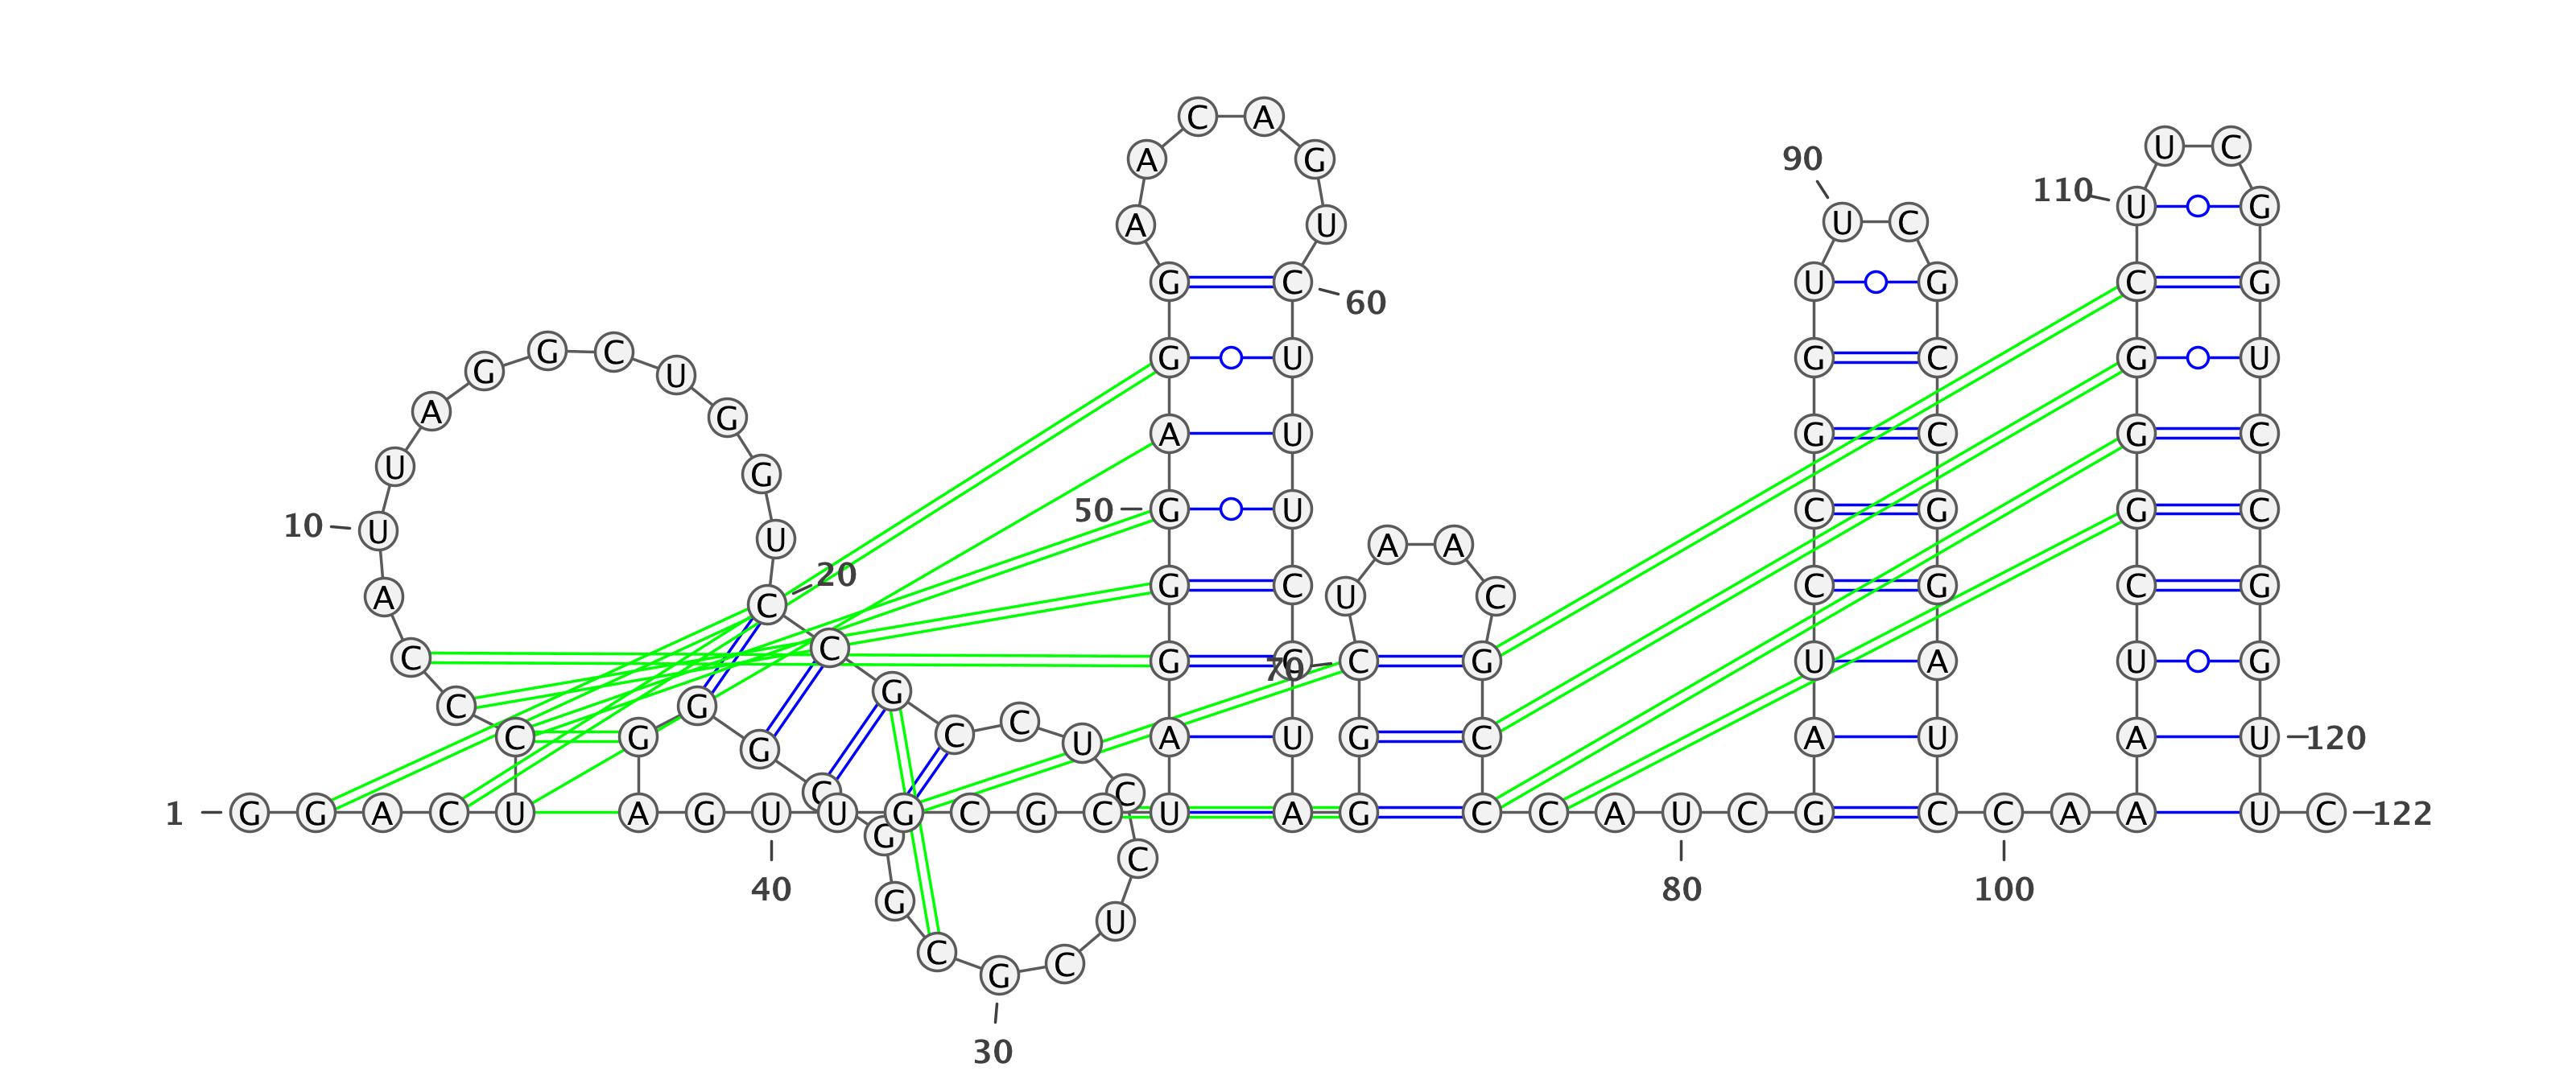 C A
U C
A G 90
110 U G
A U U C
G C U G C G
60
G G C G U G C G U
G U
A G
A U G C G C
U G
50 G U C G G C
10 U U
A A
20
G C C G C G
A C U C
C C G G 70 C G U A U G
C G G
C G G C C U A U G C A U A U 120
C C
1 G G A C U A G U U G C G C U A G C C A U C G C C A A U C 122
G C
40 80 100
G U
C C
G
30